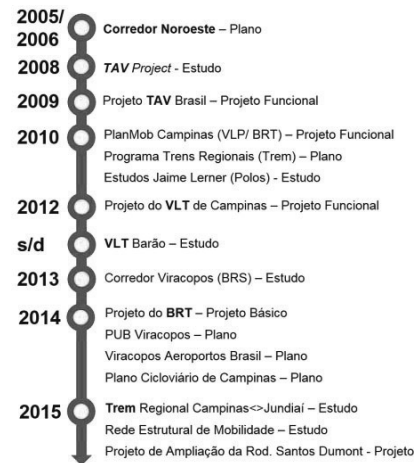 2005/
2006
Corredor Noroeste – Plano
2008
TAV Project - Estudo
2009
Projeto TAV Brasil – Projeto Funcional
2010
PlanMob Campinas (VLP/ BRT) – Projeto Funcional
Programa Trens Regionais (Trem) – Plano
Estudos Jaime Lerner (Polos) - Estudo
2012
Projeto do VLT de Campinas – Projeto Funcional
s/d
VLT Barão – Estudo
2013
Corredor Viracopos (BRS) – Estudo
2014
Projeto do BRT – Projeto Básico
PUB Viracopos – Plano
Viracopos Aeroportos Brasil – Plano
Plano Cicloviário de Campinas – Plano
2015
Trem Regional Campinas<>Jundiaí – Estudo
Rede Estrutural de Mobilidade – Estudo
Projeto de Ampliação da Rod. Santos Dumont - Projeto